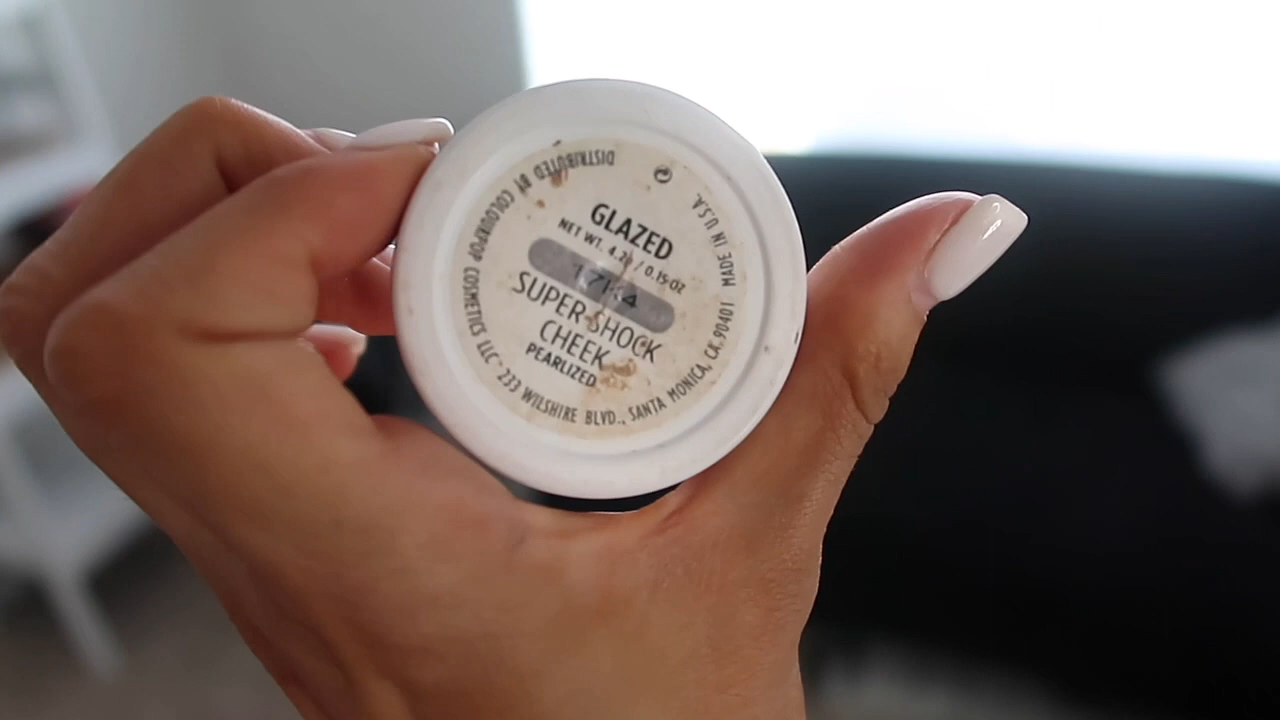 GLAZED
NET WT. 4.2 / 0.15 OZ
SUPER SHOCK
CHEEK
PEARLIZED
DISTRIBUTED BY COLOURPOP COSMETICS LLC · 233 WILSHIRE BLVD., SANTA MONICA, CA. 90401 MADE IN U.S.A.